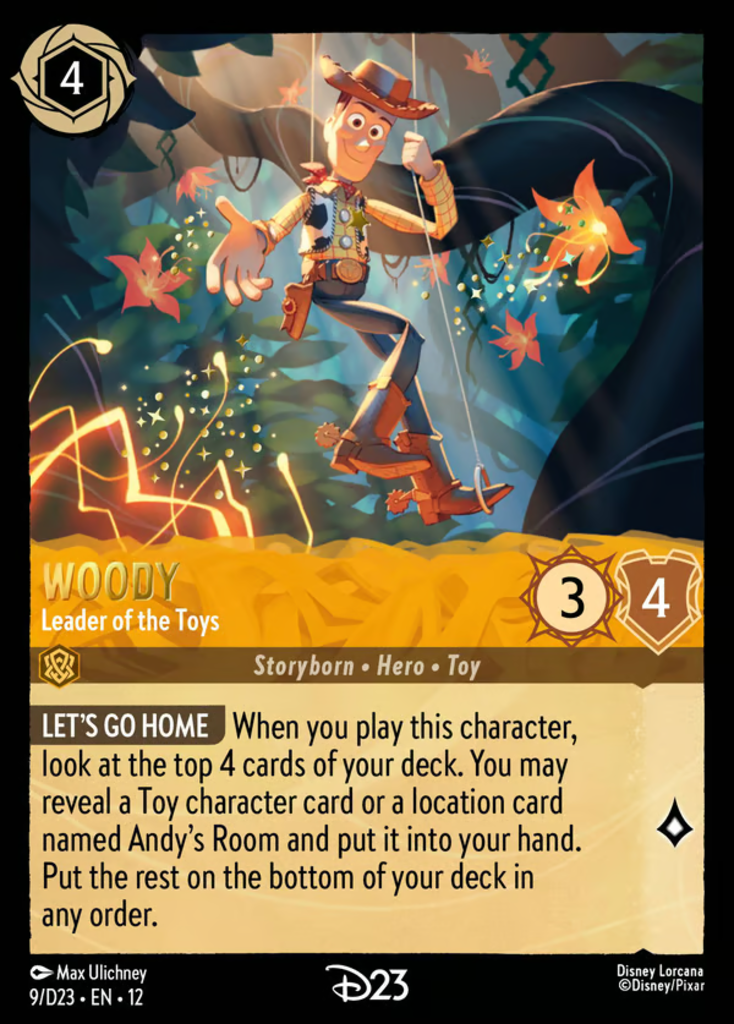 4
WOODY
Leader of the Toys
3
4
Storyborn • Hero • Toy
LET'S GO HOME When you play this character,
look at the top 4 cards of your deck. You may
reveal a Toy character card or a location card
named Andy's Room and put it into your hand.
Put the rest on the bottom of your deck in
any order.
Max Ulichney
9/D23 • EN • 12
D23
Disney Lorcana
©Disney/Pixar